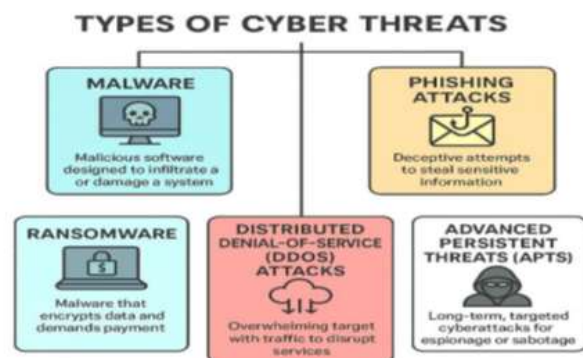 TYPES OF CYBER THREATS
MALWARE
Malicious software
designed to infiltrate a
or damage a system
PHISHING
ATTACKS
Deceptive attempts
to steal sensitive
information
RANSOMWARE
$
Malware that
encrypts data and
demands payment
DISTRIBUTED
DENIAL-OF-SERVICE
(DDOS)
ATTACKS
Overwhelming target
with traffic to disrupt
services
ADVANCED
PERSISTENT
THREATS (APTS)
Long-term, targeted
cyberattacks for
espionage or sabotage